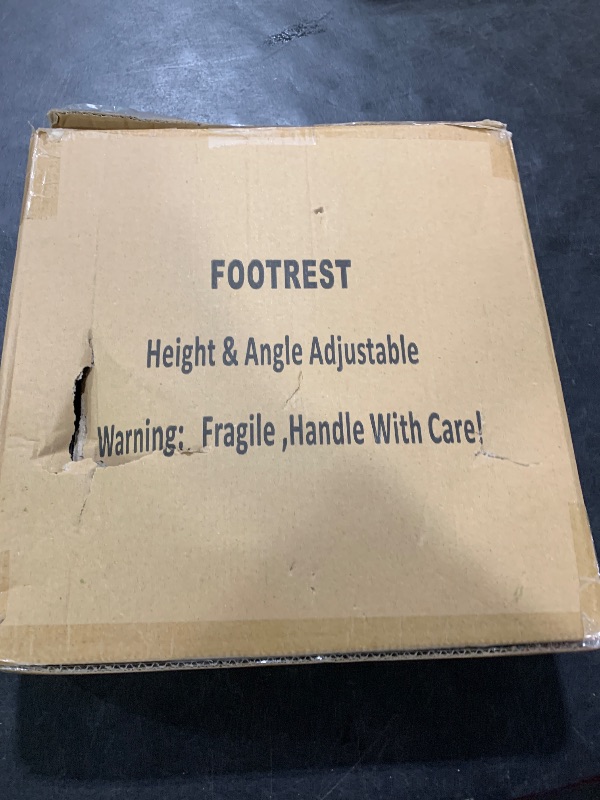 FOOTREST
Height & Angle Adjustable
Warning: Fragile ,Handle With Care!